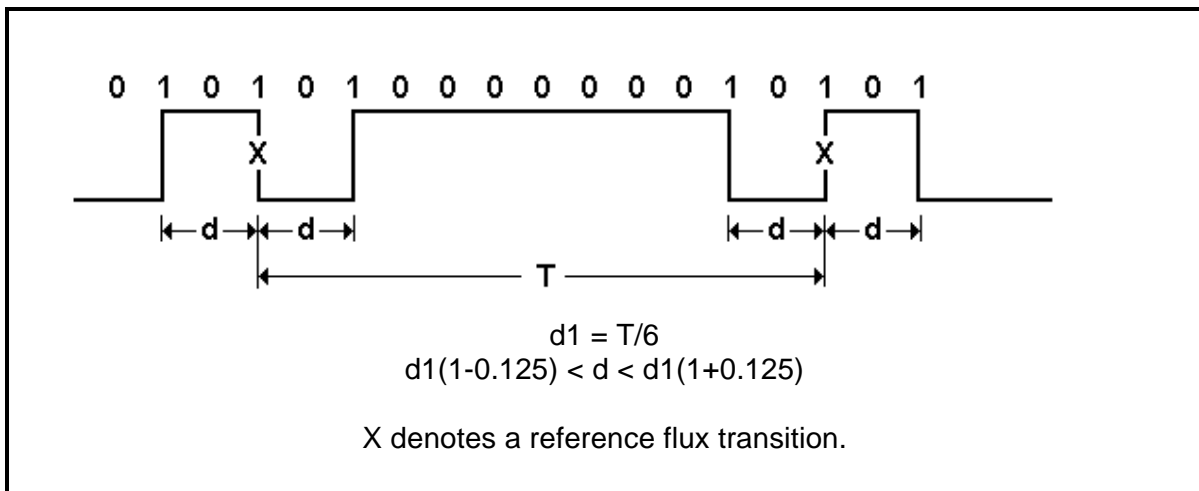 0 1 0 1 0 1 0 0 0 0 0 0 0 1 0 1 0 1
X X
d d d d
T
d1 = T/6
d1(1-0.125) < d < d1(1+0.125)
X denotes a reference flux transition.